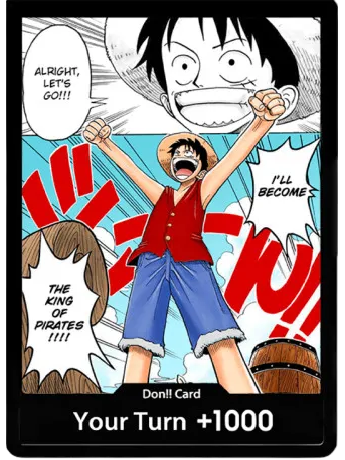 ALRIGHT,
LET'S
GO!!!
I'LL
BECOME
THE
KING
OF
PIRATES
!!!!
Don!! Card
Your Turn +1000